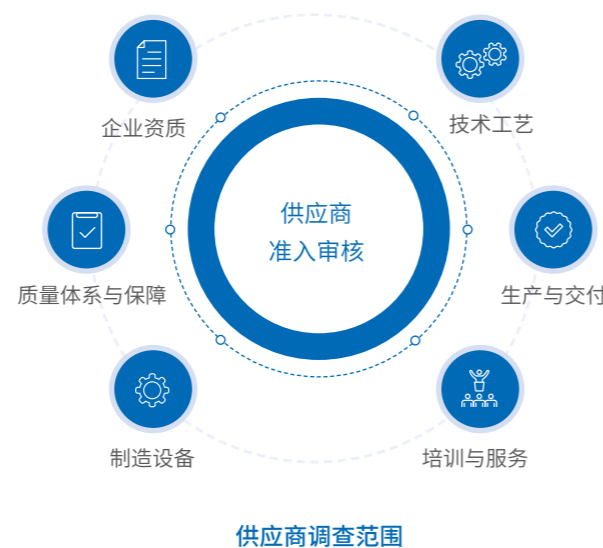 企业资质
技术工艺
供应商
准入审核
质量体系与保障
生产与交付
制造设备
培训与服务
供应商调查范围